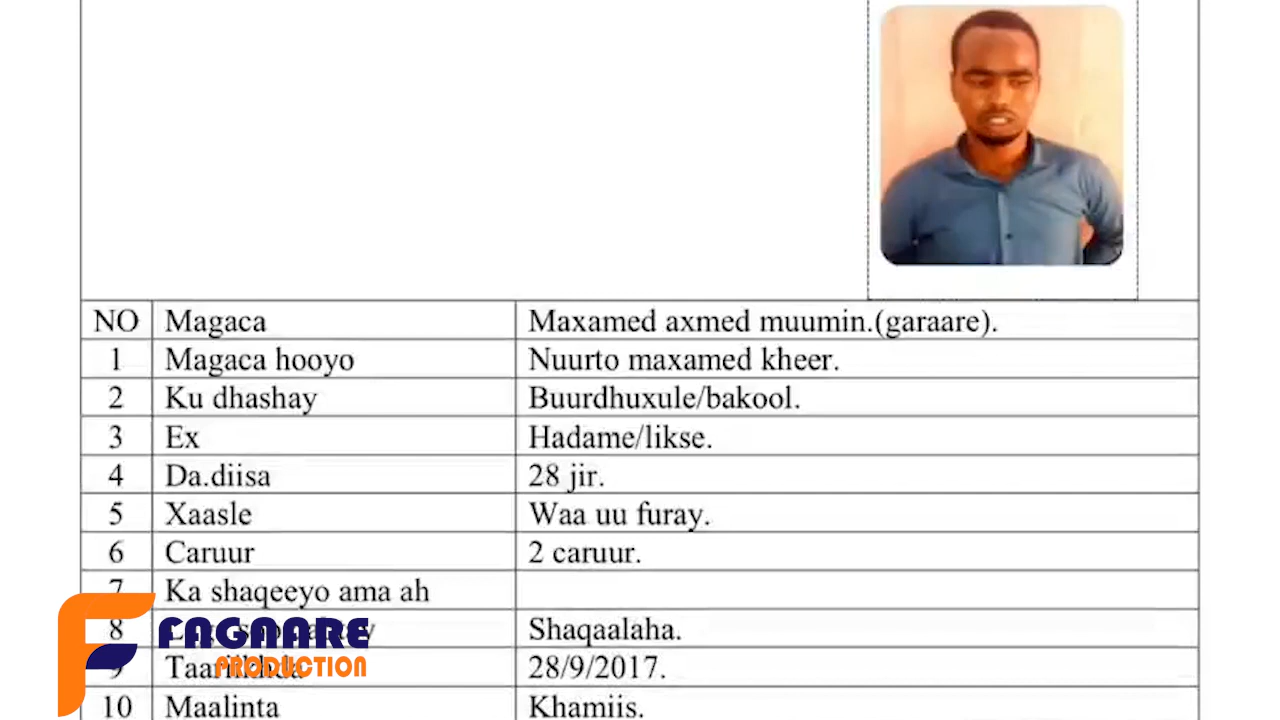 NO Magaca Maxamed axmed muumin.(garaare).
1 Magaca hooyo Nuurto maxamed kheer.
2 Ku dhashay Buurdhuxule/bakool.
3 Ex Hadame/likse.
4 Da.diisa 28 jir.
5 Xaasle Waa uu furay.
6 Caruur 2 caruur.
7 Ka shaqeeyo ama ah
8 Shaqaalaha.
9 28/9/2017.
10 Maalinta Khamiis.
FAGAARE
PRODUCTION